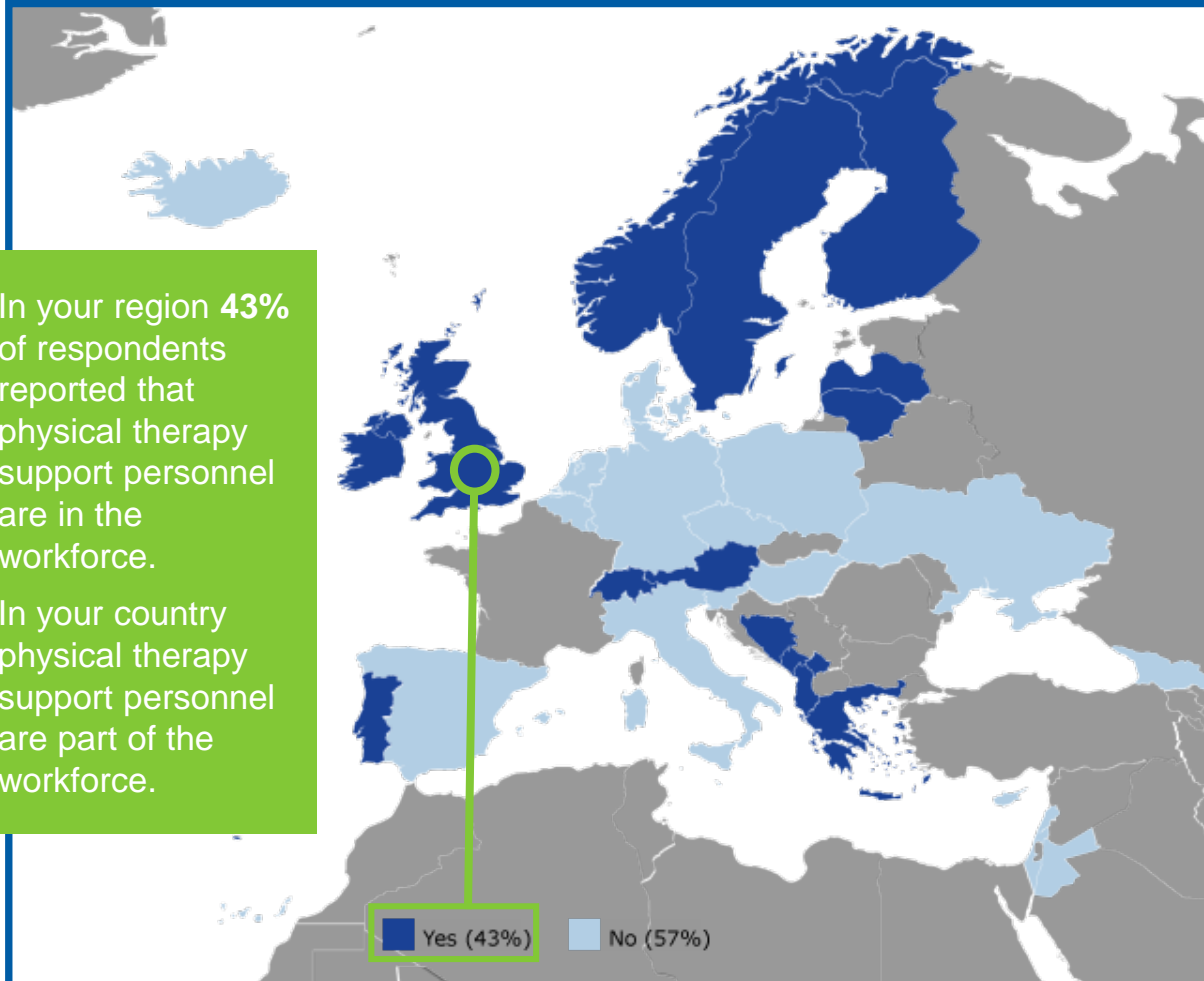 In your region 43%
of respondents
reported that
physical therapy
support personnel
are in the
workforce.
In your country
physical therapy
support personnel
are part of the
workforce.
Yes (43%)
No (57%)